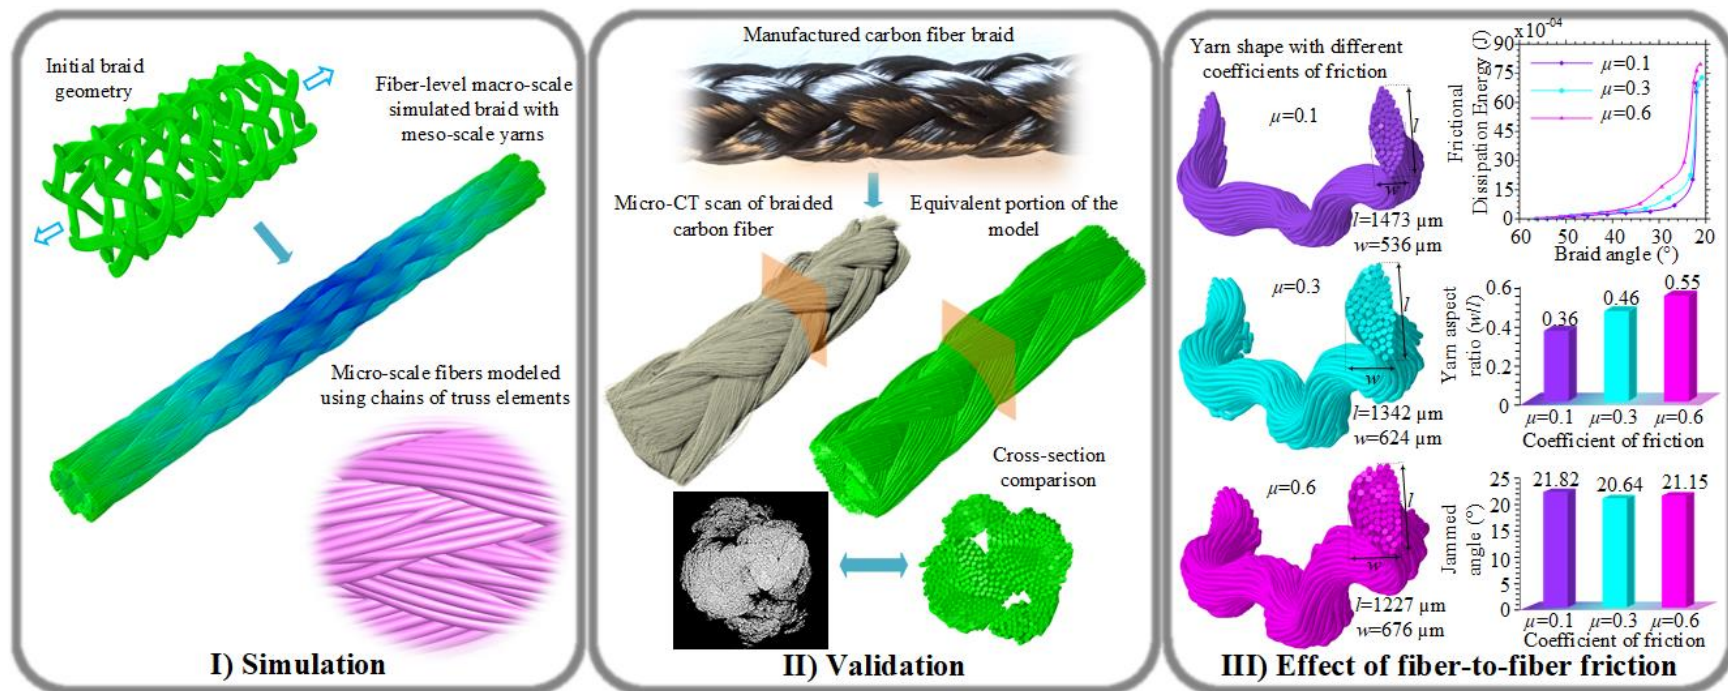 Initial braid
geometry
Fiber-level macro-scale
simulated braid with
meso-scale yarns
Micro-scale fibers modeled
using chains of truss elements
I) Simulation
Manufactured carbon fiber braid
Micro-CT scan of braided
carbon fiber
Equivalent portion of the
model
Cross-section
comparison
II) Validation
Yarn shape with different
coefficients of friction
μ=0.1
l
w
l=1473 μm
w=536 μm
μ=0.3
l
w
l=1342 μm
w=624 μm
μ=0.6
l
w
l=1227 μm
w=676 μm
x10-04
Frictional
Dissipation Energy (J)
90
75
60
45
30
15
0
μ=0.1
μ=0.3
μ=0.6
60 50 40 30 20
Braid angle (°)
Yarn aspect
ratio (w/l)
0.6
0.4
0.2
0
0.36
0.46
0.55
μ=0.1 μ=0.3 μ=0.6
Coefficient of friction
Jammed
angle (°)
25
20
15
10
5
0
21.82
20.64
21.15
μ=0.1 μ=0.3 μ=0.6
Coefficient of friction
III) Effect of fiber-to-fiber friction